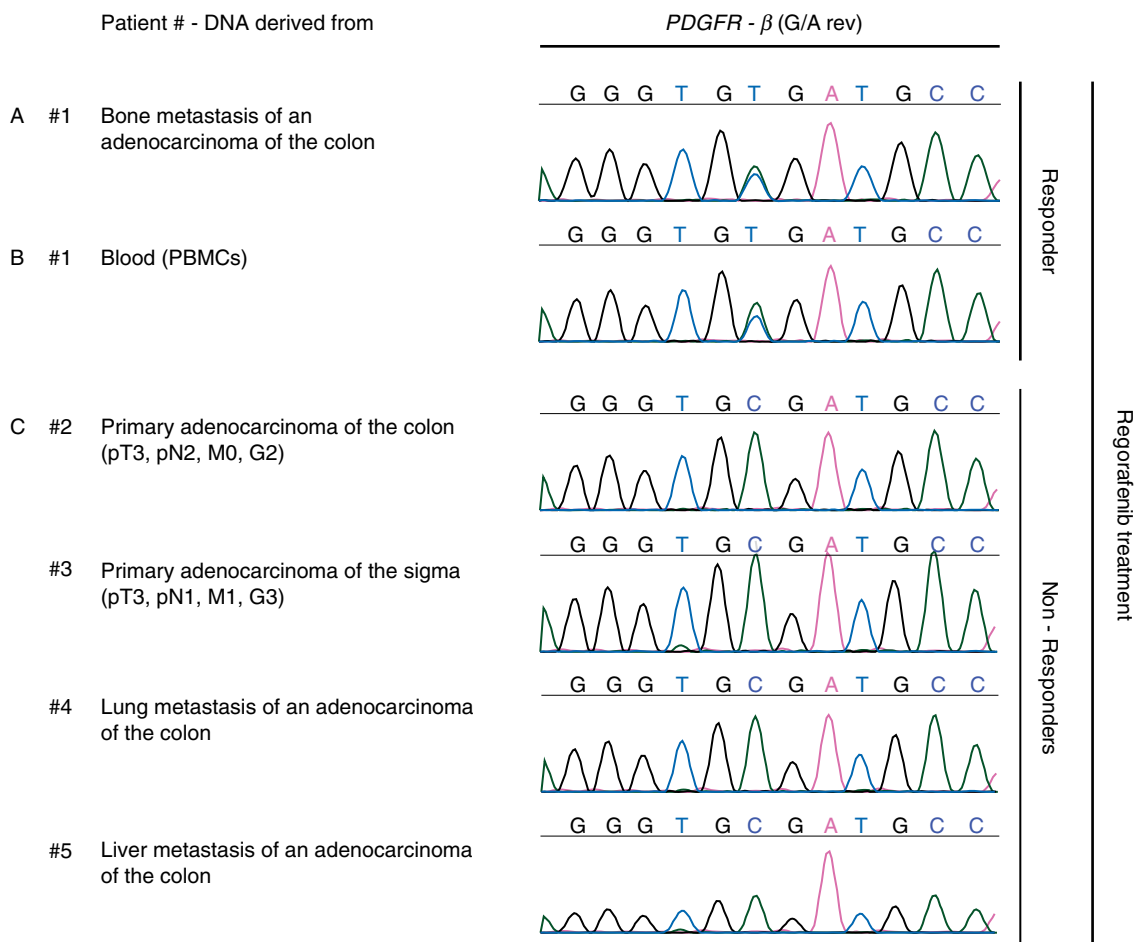 Patient # - DNA derived from
PDGFR - β (G/A rev)
A #1 Bone metastasis of an
adenocarcinoma of the colon
G G G T G T G A T G C C
B #1 Blood (PBMCs)
G G G T G T G A T G C C
Responder
C #2 Primary adenocarcinoma of the colon
(pT3, pN2, M0, G2)
G G G T G C G A T G C C
#3 Primary adenocarcinoma of the sigma
(pT3, pN1, M1, G3)
G G G T G C G A T G C C
#4 Lung metastasis of an adenocarcinoma
of the colon
G G G T G C G A T G C C
#5 Liver metastasis of an adenocarcinoma
of the colon
G G G T G C G A T G C C
Non - Responders
Regorafenib treatment